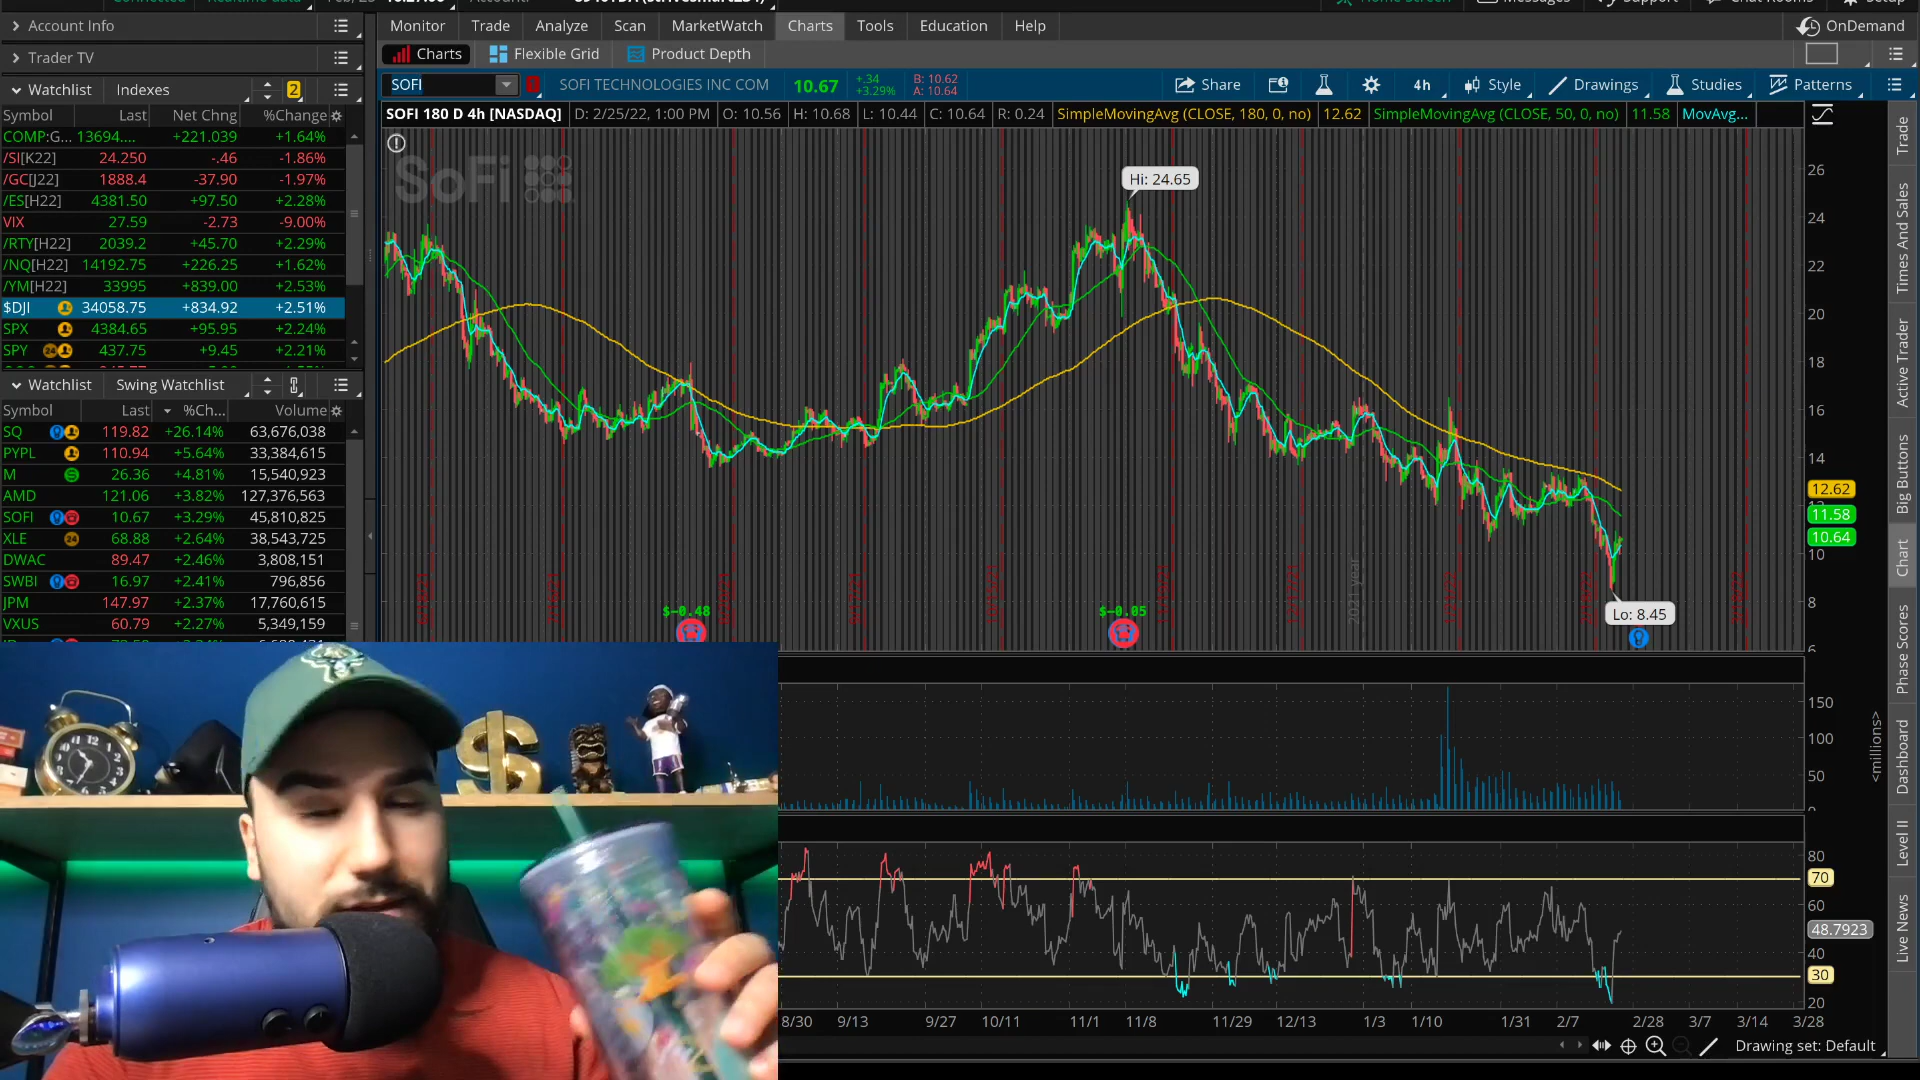 Account Info
Trader TV
Watchlist Indexes 2
Symbol Last Net Chng %Change
COMP:G... 13694.... +221.039 +1.64%
/SI[K22] 24.250 -.46 -1.86%
/GC[J22] 1888.4 -37.90 -1.97%
/ES[H22] 4381.50 +97.50 +2.28%
VIX 27.59 -2.73 -9.00%
/RTY[H22] 2039.2 +45.70 +2.29%
/NQ[H22] 14192.75 +226.25 +1.62%
/YM[H22] 33995 +839.00 +2.53%
$DJI 34058.75 +834.92 +2.51%
SPX 4384.65 +95.95 +2.24%
SPY 24 437.75 +9.45 +2.21%
Watchlist Swing Watchlist
Symbol Last %Ch... Volume
SQ 119.82 +26.14% 63,676,038
PYPL 110.94 +5.64% 33,384,615
M 26.36 +4.81% 15,540,923
AMD 121.06 +3.82% 127,376,563
SOFI 10.67 +3.29% 45,810,825
XLE 24 68.88 +2.64% 38,543,725
DWAC 89.47 +2.46% 3,808,151
SWBI 16.97 +2.41% 796,856
JPM 147.97 +2.37% 17,760,615
VXUS 60.79 +2.27% 5,349,159
Monitor Trade Analyze Scan MarketWatch Charts Tools Education Help
OnDemand
Charts Flexible Grid Product Depth
SOFI SOFI TECHNOLOGIES INC COM 10.67 +.34 +3.29% B: 10.62 A: 10.64
Share 4h Style Drawings Studies Patterns
SOFI 180 D 4h [NASDAQ] D: 2/25/22, 1:00 PM O: 10.56 H: 10.68 L: 10.44 C: 10.64 R: 0.24 SimpleMovingAvg (CLOSE, 180, 0, no) 12.62 SimpleMovingAvg (CLOSE, 50, 0, no) 11.58 MovAvg...
SoFi
Hi: 24.65
Lo: 8.45
$-0.48
$-0.05
26
24
22
20
18
16
14
12.62
11.58
10.64
10
8
6
150
100
50
0
<millions>
80
70
60
48.7923
40
30
20
8/30 9/13 9/27 10/11 11/1 11/8 11/29 12/13 1/3 1/10 1/31 2/7 2/28 3/7 3/14 3/28
Drawing set: Default
Trade
Times And Sales
Active Trader
Big Buttons
Chart
Phase Scores
Dashboard
Level II
Live News
$